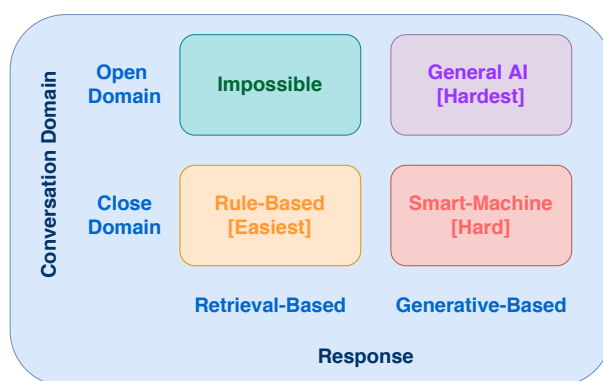 Conversation Domain
Open
Domain
Impossible
General AI
[Hardest]
Close
Domain
Rule-Based
[Easiest]
Smart-Machine
[Hard]
Retrieval-Based
Generative-Based
Response